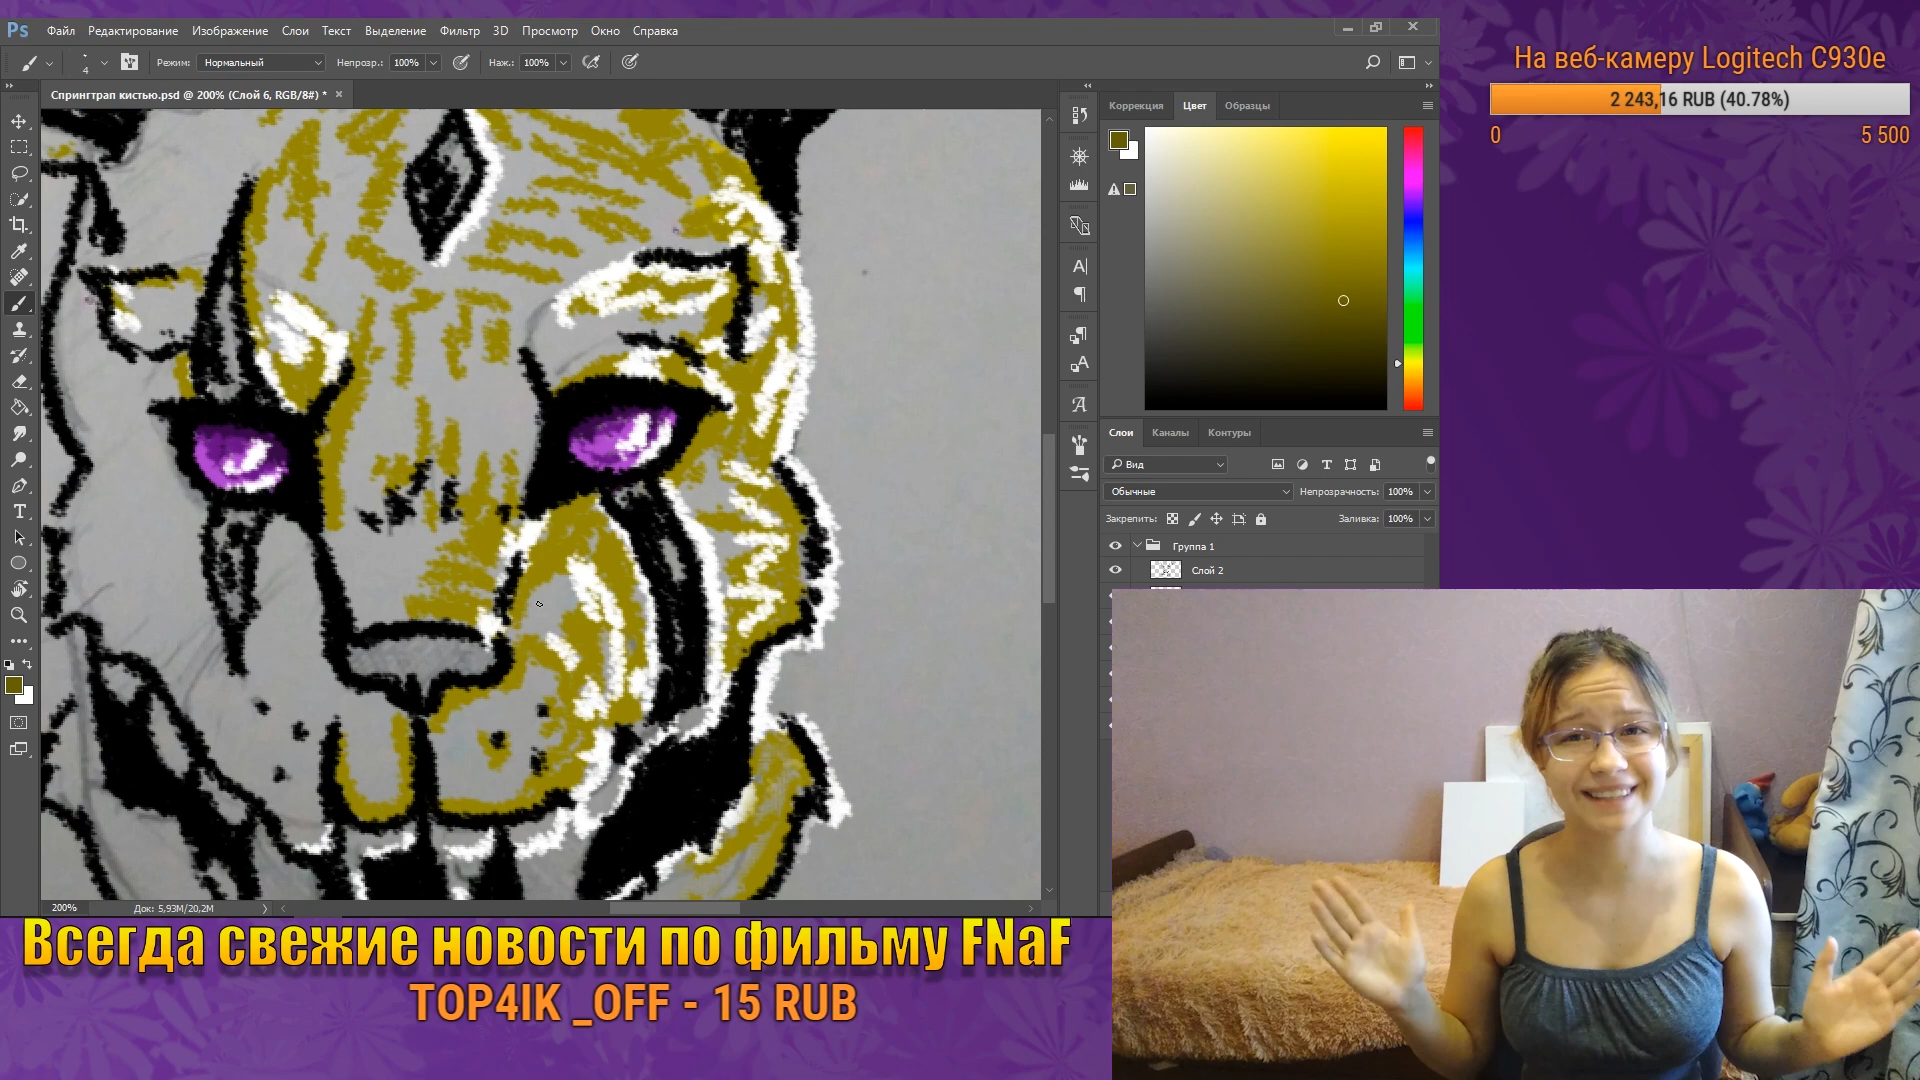 Ps Файл Редактирование Изображение Слои Текст Выделение Фильтр 3D Просмотр Окно Справка
4 Режим: Нормальный Непрозр.: 100% Наж.: 100%
Спрингтрап кистью.psd @ 200% (Слой 6, RGB/8#) *
Коррекция Цвет Образцы
Слои Каналы Контуры
Вид
Обычные Непрозрачность: 100%
Закрепить: Заливка: 100%
Группа 1
Слой 2
200% Док: 5,93M/20,2M
На веб-камеру Logitech C930e
2 243,16 RUB (40.78%)
0 5 500
Всегда свежие новости по фильму FNaF
TOP4IK _OFF - 15 RUB